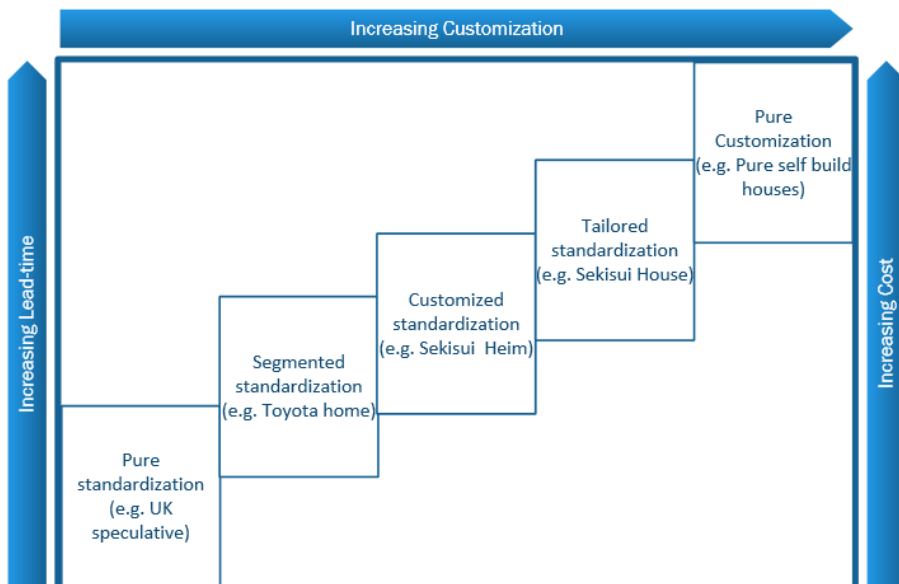 Increasing Customization
Increasing Lead-time
Pure
Customization
(e.g. Pure self build
houses)
Tailored
standardization
(e.g. Sekisui House)
Customized
standardization
(e.g. Sekisui Heim)
Segmented
standardization
(e.g. Toyota home)
Pure
standardization
(e.g. UK
speculative)
Increasing Cost